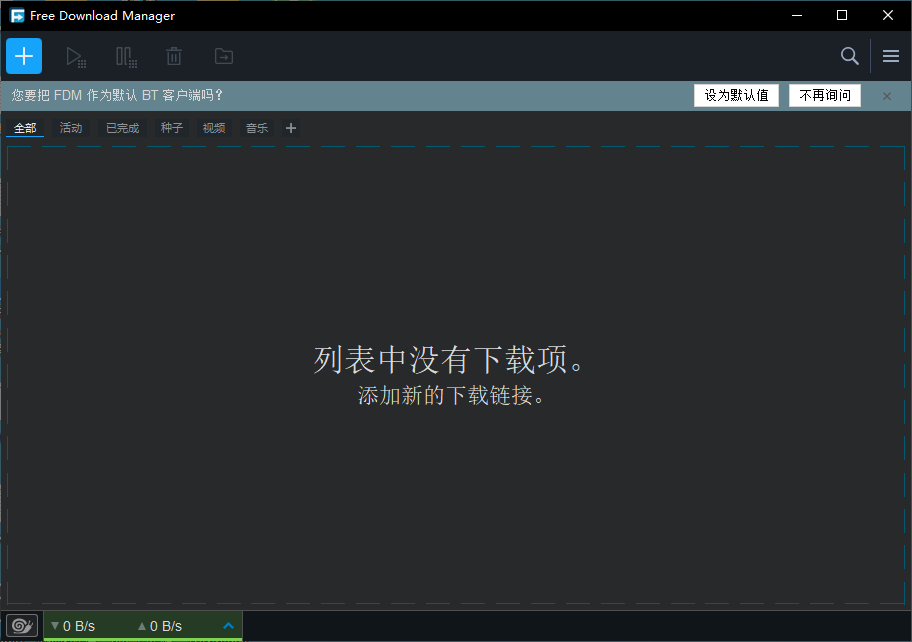 Free Download Manager
您要把 FDM 作为默认 BT 客户端吗?
设为默认值
不再询问
全部 活动 已完成 种子 视频 音乐
列表中没有下载项。
添加新的下载链接。
▼ 0 B/s ▲ 0 B/s